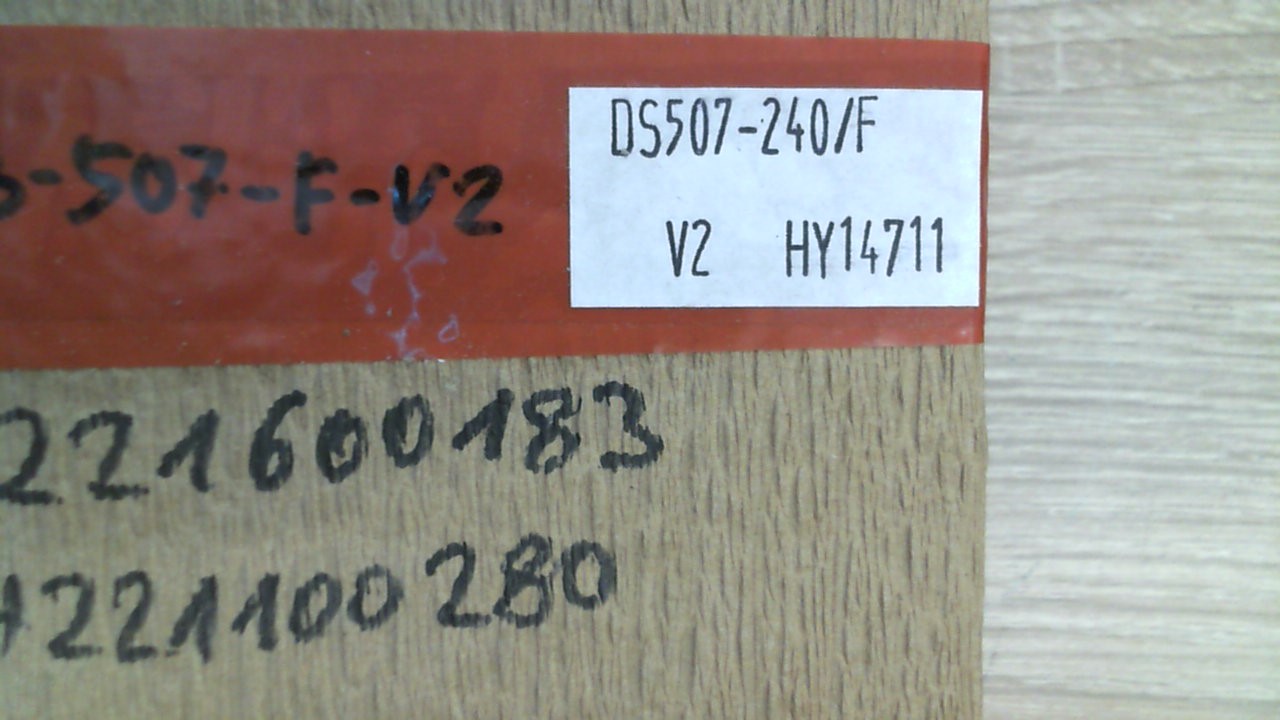 -507-F-V2
DS507-240/F
V2 HY14711
221600183
221100280